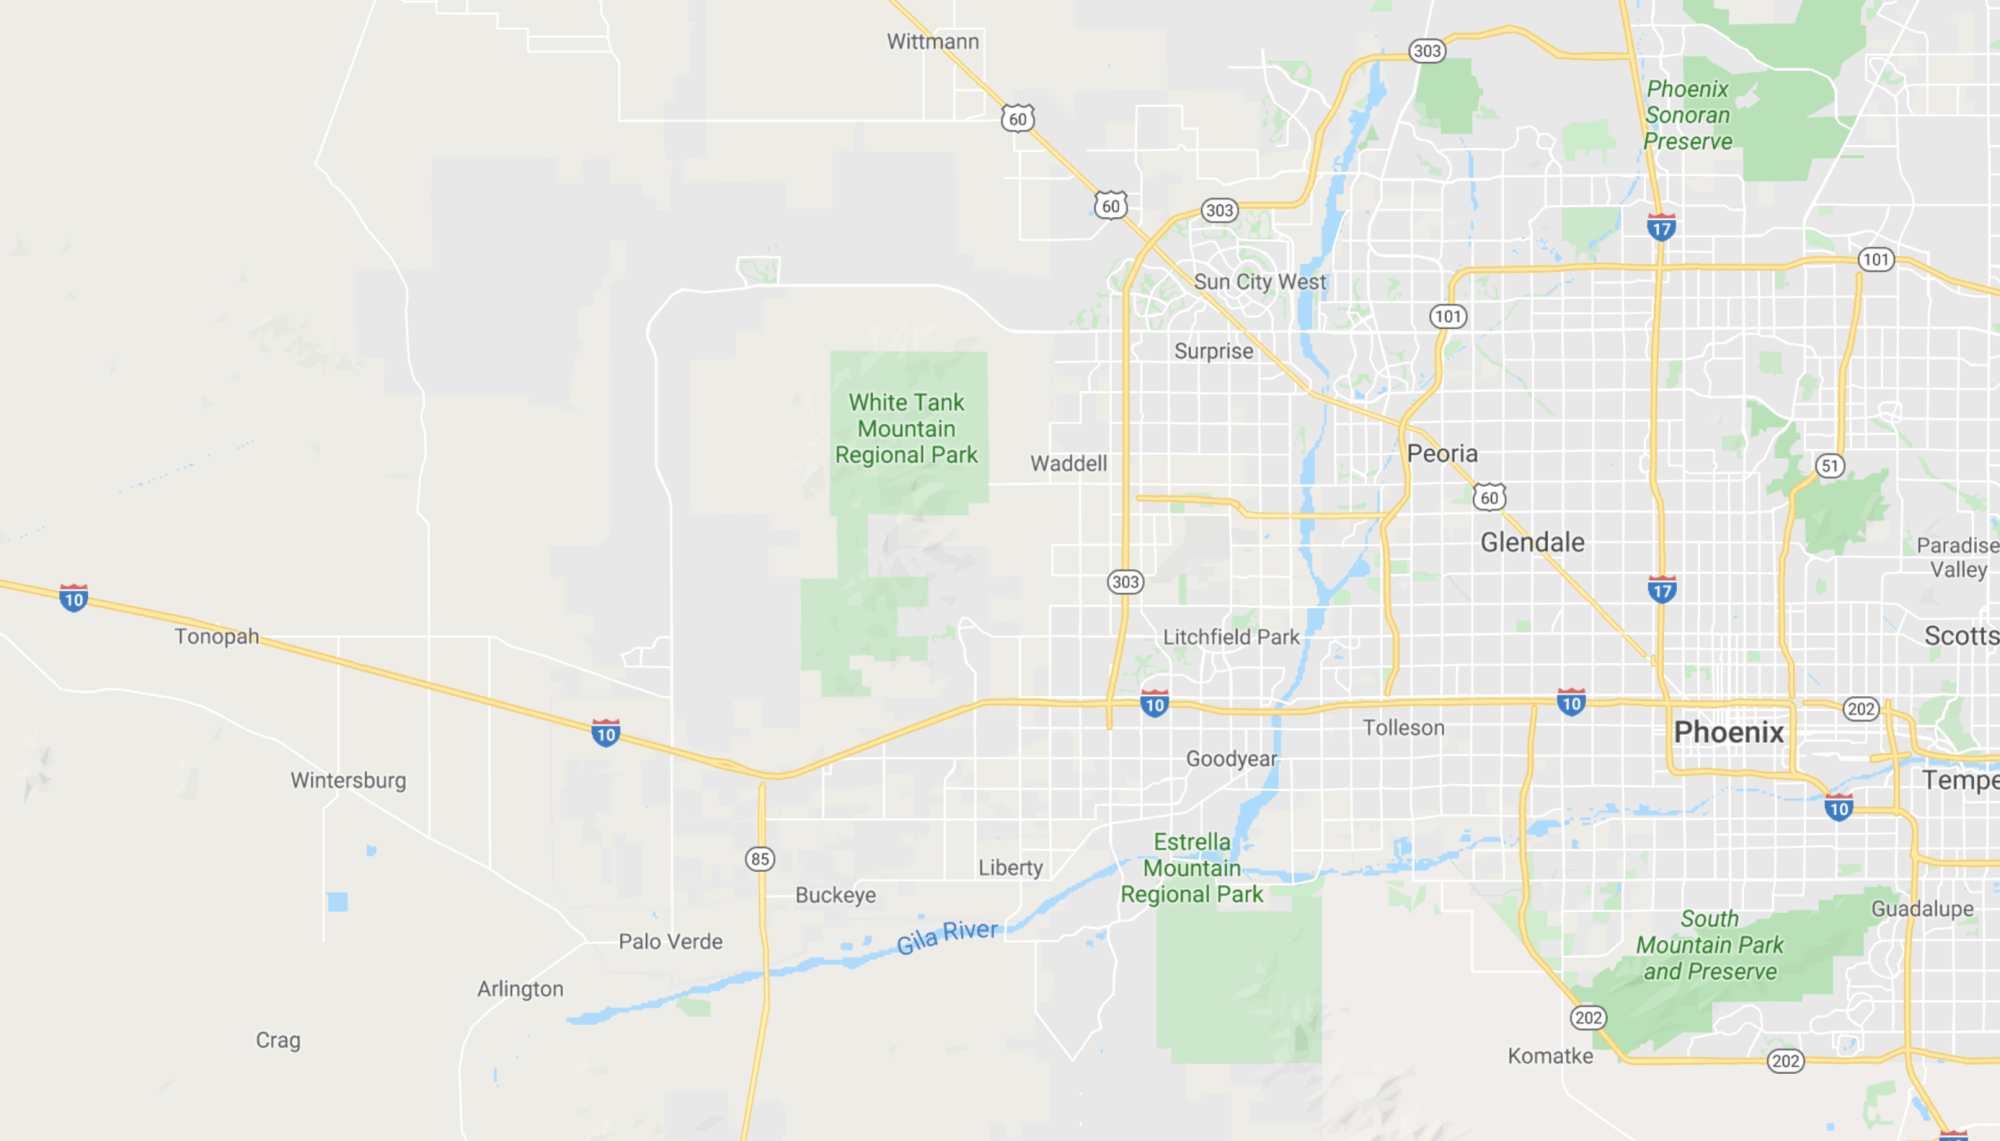 Wittmann
303
60
Phoenix
Sonoran
Preserve
60
303
17
101
Sun City West
101
Surprise
White Tank
Mountain
Regional Park
Waddell
Peoria
51
60
Glendale
Paradise
Valley
303
17
10
Tonopah
Litchfield Park
Scotts
10
10
202
10
Tolleson
Phoenix
Goodyear
Wintersburg
Tempe
10
Estrella
Mountain
Regional Park
85
Liberty
Buckeye
Guadalupe
South
Mountain Park
and Preserve
Gila River
Palo Verde
Arlington
202
Crag
Komatke
202